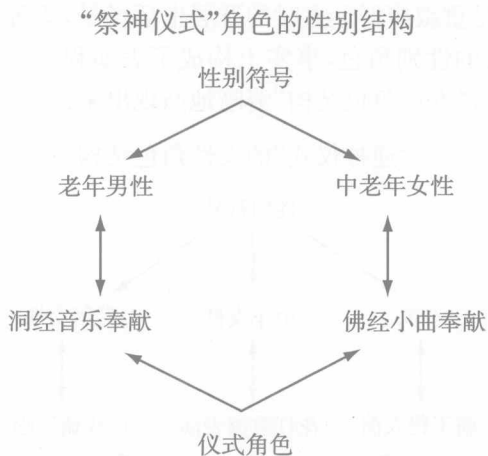 “祭神仪式”角色的性别结构
性别符号
老年男性 中老年女性
洞经音乐奉献 佛经小曲奉献
仪式角色